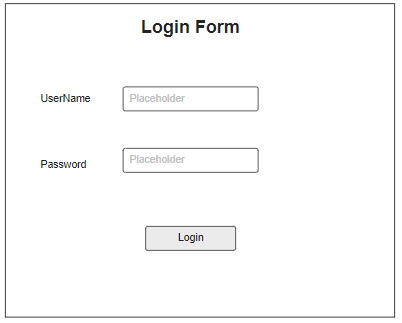 Login Form
UserName
Placeholder
Password
Placeholder
Login